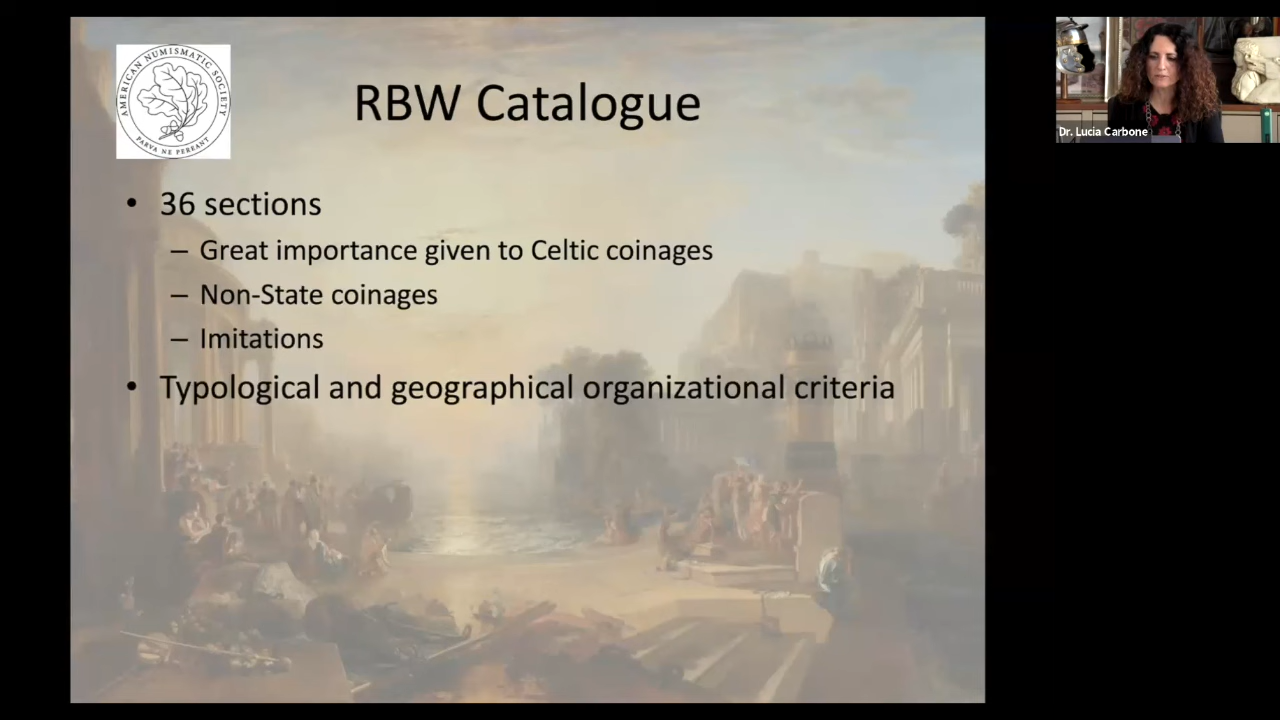 AMERICAN NUMISMATIC SOCIETY
PARVA NE PEREANT
RBW Catalogue
• 36 sections
– Great importance given to Celtic coinages
– Non-State coinages
– Imitations
• Typological and geographical organizational criteria
Dr. Lucia Carbone